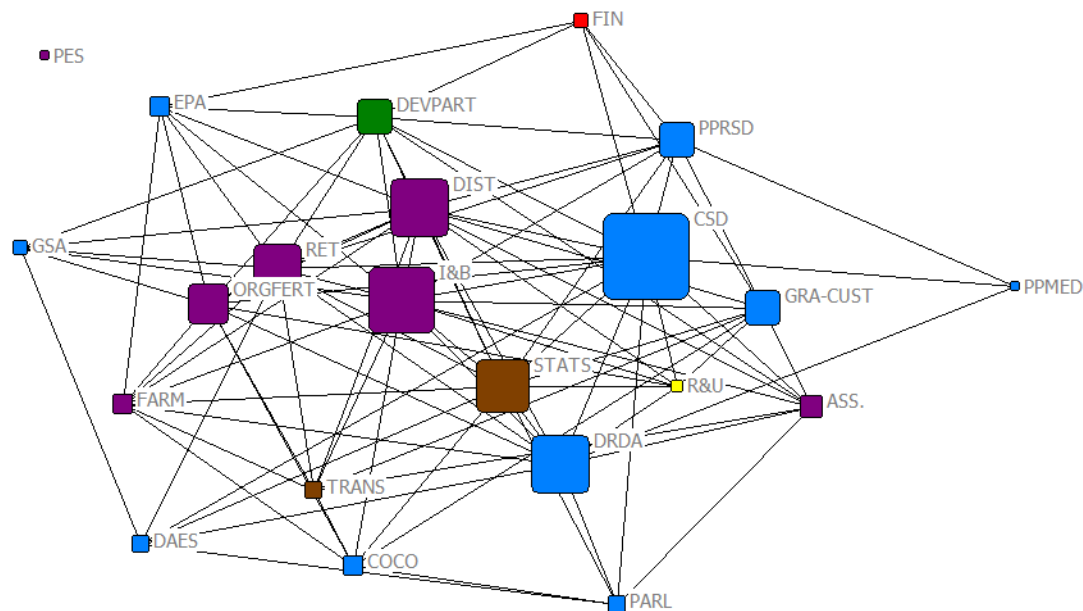 FIN
PES
EPA
DEVPART
PPRSD
DIST
CSD
GSA
RET
I&B
ORGFERT
GRA-CUST
PPMED
STATS
R&U
FARM
ASS.
DRDA
TRANS
DAES
COCO
PARL